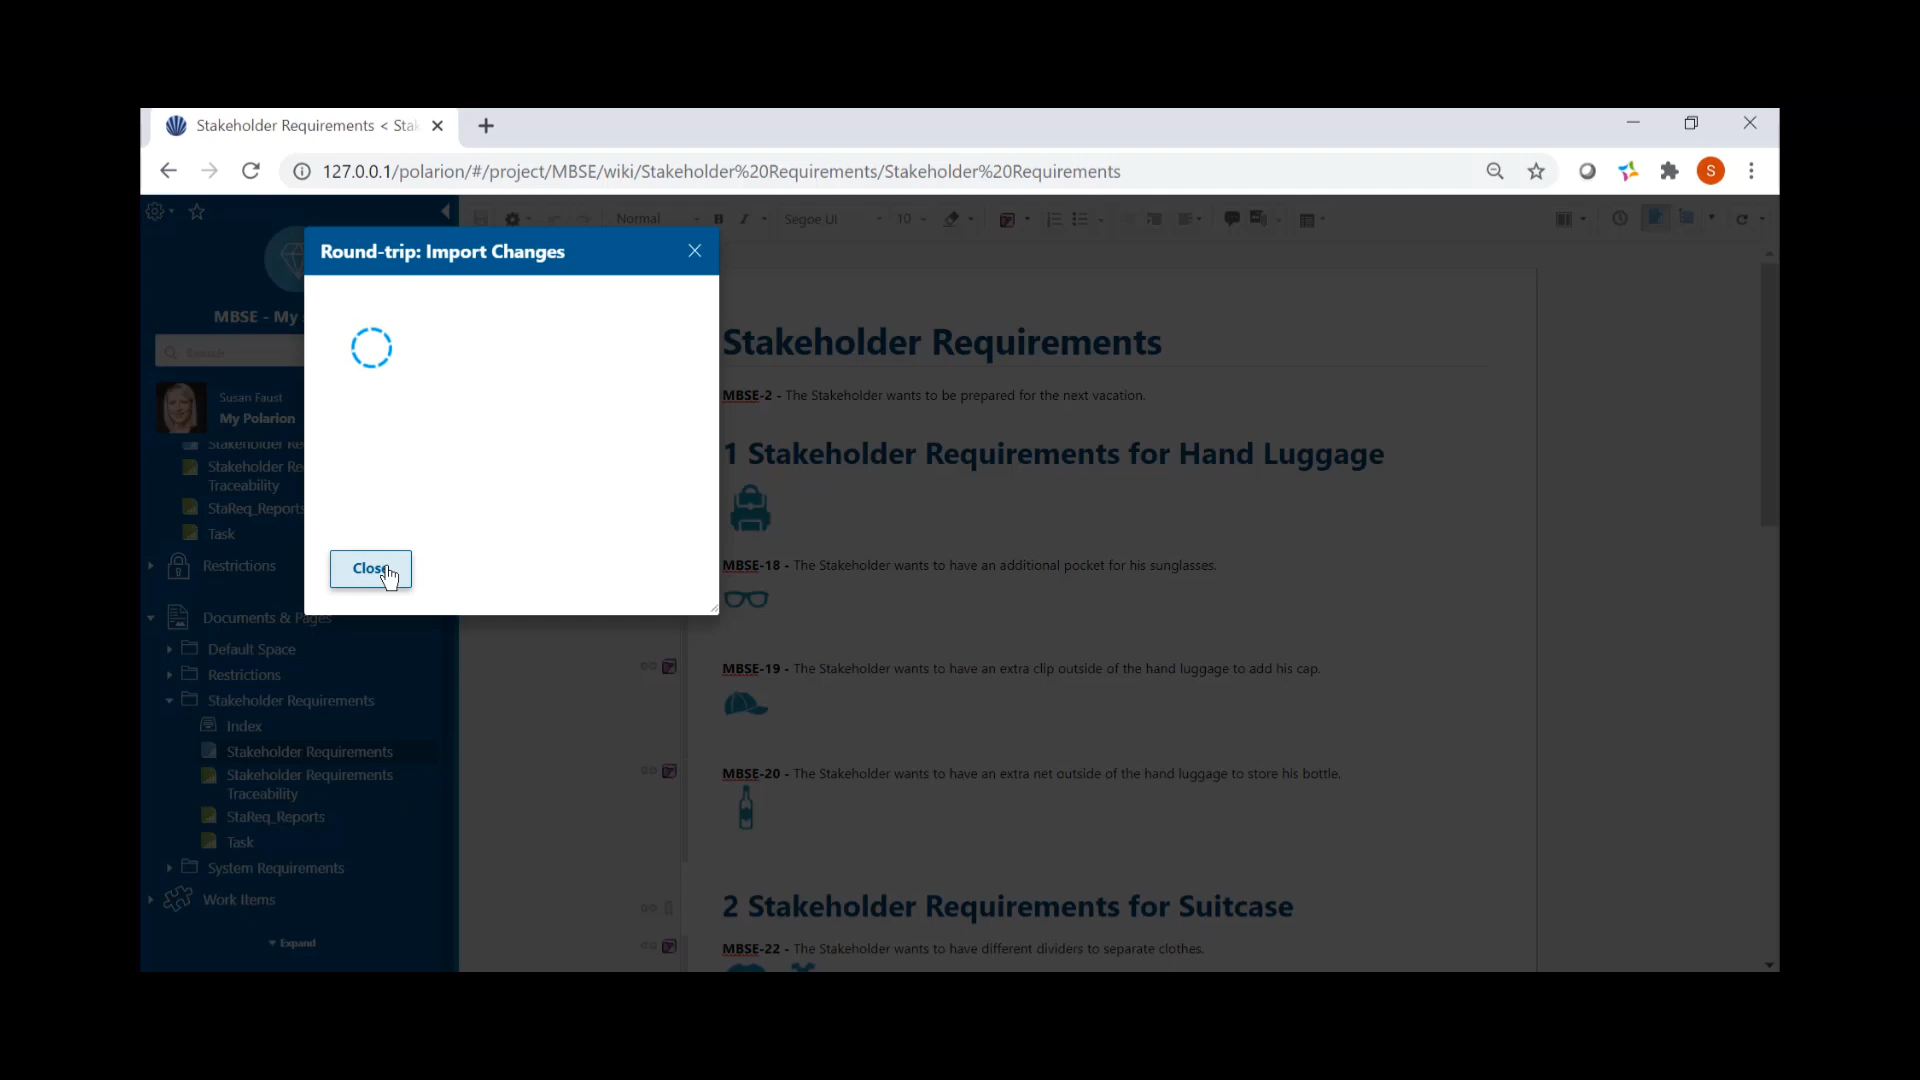 Stakeholder Requirements < Sta
127.0.0.1/polarion/#/project/MBSE/wiki/Stakeholder%20Requirements/Stakeholder%20Requirements
S
Normal
B
I
Segoe UI
10
Round-trip: Import Changes
MBSE - My
Search
Susan Faust
My Polarion
Stakeholder Re
Stakeholder Re
Traceability
StaReq_Reports
Task
Restrictions
Close
Documents & Pages
Default Space
Restrictions
Stakeholder Requirements
Index
Stakeholder Requirements
Stakeholder Requirements
Traceability
StaReq_Reports
Task
System Requirements
Work Items
Expand
Stakeholder Requirements
MBSE-2 - The Stakeholder wants to be prepared for the next vacation.
1 Stakeholder Requirements for Hand Luggage
MBSE-18 - The Stakeholder wants to have an additional pocket for his sunglasses.
MBSE-19 - The Stakeholder wants to have an extra clip outside of the hand luggage to add his cap.
MBSE-20 - The Stakeholder wants to have an extra net outside of the hand luggage to store his bottle.
2 Stakeholder Requirements for Suitcase
MBSE-22 - The Stakeholder wants to have different dividers to separate clothes.